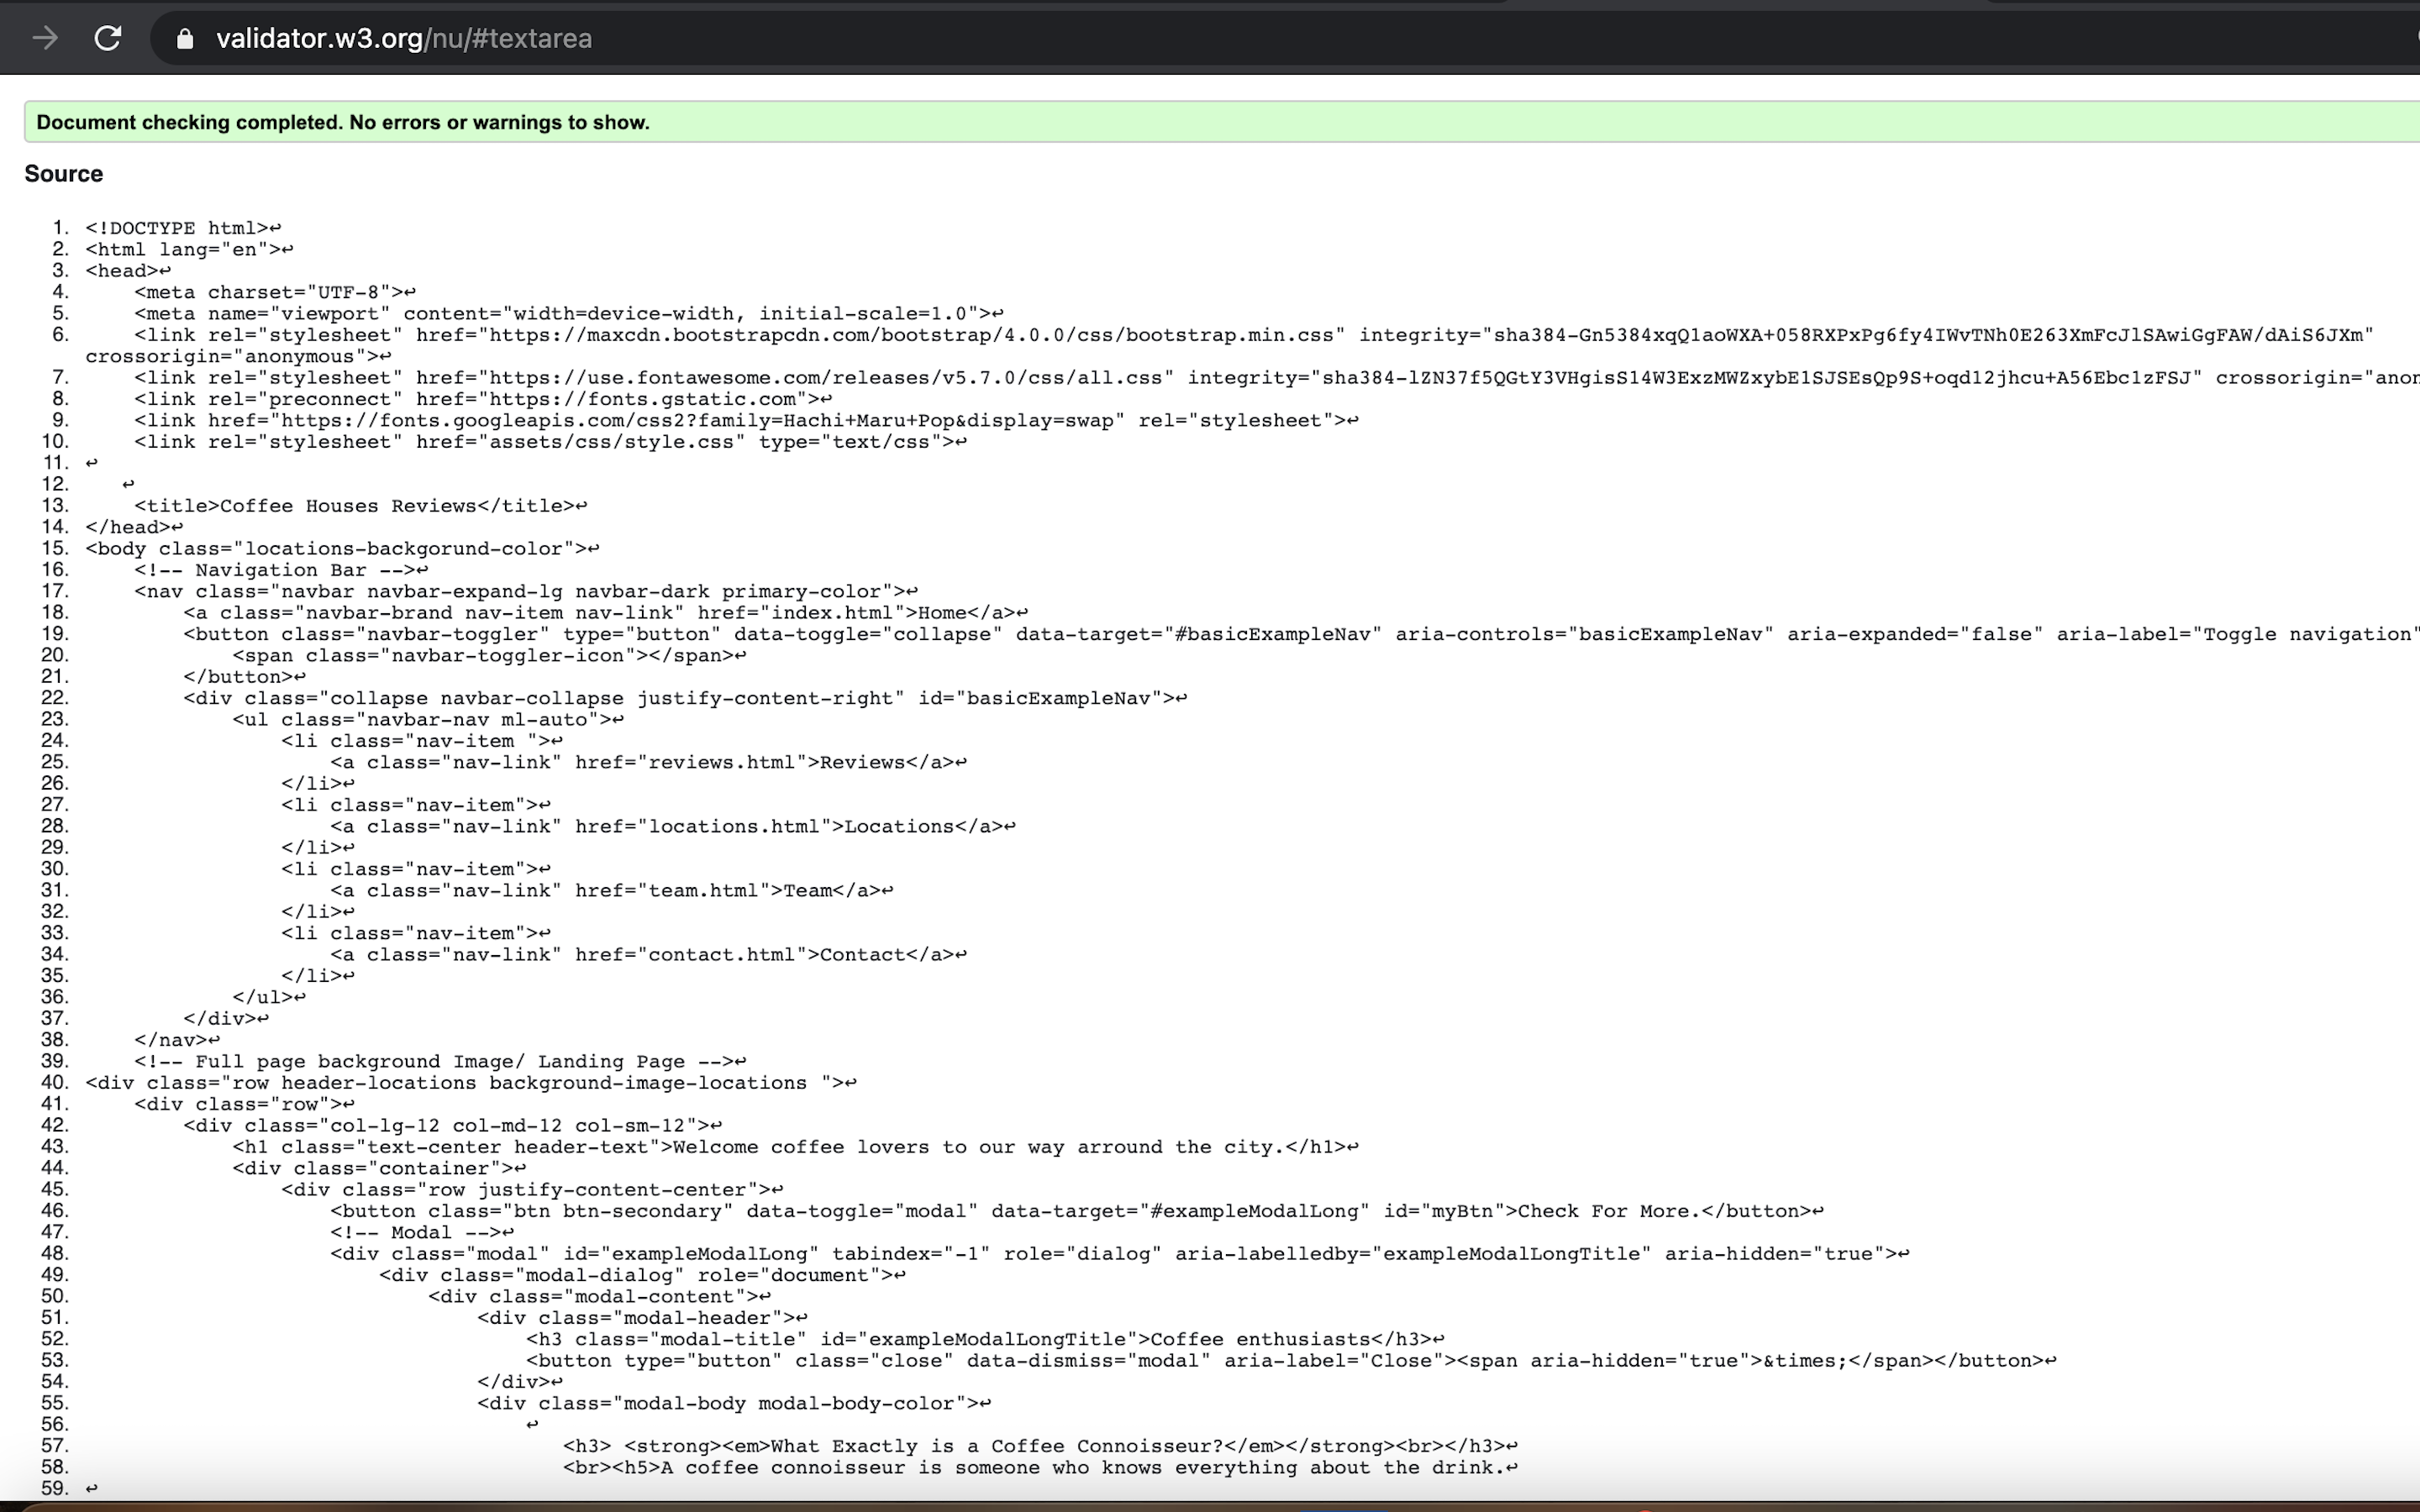 validator.w3.org/nu/#textarea
Document checking completed. No errors or warnings to show.
Source
1. <!DOCTYPE html>↩
2. <html lang="en">↩
3. <head>↩
4. <meta charset="UTF-8">↩
5. <meta name="viewport" content="width=device-width, initial-scale=1.0">↩
6. <link rel="stylesheet" href="https://maxcdn.bootstrapcdn.com/bootstrap/4.0.0/css/bootstrap.min.css" integrity="sha384-Gn5384xqQ1aoWXA+058RXPxPg6fy4IWvTNh0E263XmFcJlSAwiGgFAW/dAiS6JXm"
crossorigin="anonymous">↩
7. <link rel="stylesheet" href="https://use.fontawesome.com/releases/v5.7.0/css/all.css" integrity="sha384-lZN37f5QGtY3VHgisS14W3ExzMWZxybE1SJSEsQp9S+oqd12jhcu+A56Ebc1zFSJ" crossorigin="anon
8. <link rel="preconnect" href="https://fonts.gstatic.com">↩
9. <link href="https://fonts.googleapis.com/css2?family=Hachi+Maru+Pop&display=swap" rel="stylesheet">↩
10. <link rel="stylesheet" href="assets/css/style.css" type="text/css">↩
11. ↩
12. ↩
13. <title>Coffee Houses Reviews</title>↩
14. </head>↩
15. <body class="locations-backgorund-color">↩
16. <!-- Navigation Bar -->↩
17. <nav class="navbar navbar-expand-lg navbar-dark primary-color">↩
18. <a class="navbar-brand nav-item nav-link" href="index.html">Home</a>↩
19. <button class="navbar-toggler" type="button" data-toggle="collapse" data-target="#basicExampleNav" aria-controls="basicExampleNav" aria-expanded="false" aria-label="Toggle navigation"
20. <span class="navbar-toggler-icon"></span>↩
21. </button>↩
22. <div class="collapse navbar-collapse justify-content-right" id="basicExampleNav">↩
23. <ul class="navbar-nav ml-auto">↩
24. <li class="nav-item ">↩
25. <a class="nav-link" href="reviews.html">Reviews</a>↩
26. </li>↩
27. <li class="nav-item">↩
28. <a class="nav-link" href="locations.html">Locations</a>↩
29. </li>↩
30. <li class="nav-item">↩
31. <a class="nav-link" href="team.html">Team</a>↩
32. </li>↩
33. <li class="nav-item">↩
34. <a class="nav-link" href="contact.html">Contact</a>↩
35. </li>↩
36. </ul>↩
37. </div>↩
38. </nav>↩
39. <!-- Full page background Image/ Landing Page -->↩
40. <div class="row header-locations background-image-locations ">↩
41. <div class="row">↩
42. <div class="col-lg-12 col-md-12 col-sm-12">↩
43. <h1 class="text-center header-text">Welcome coffee lovers to our way arround the city.</h1>↩
44. <div class="container">↩
45. <div class="row justify-content-center">↩
46. <button class="btn btn-secondary" data-toggle="modal" data-target="#exampleModalLong" id="myBtn">Check For More.</button>↩
47. <!-- Modal -->↩
48. <div class="modal" id="exampleModalLong" tabindex="-1" role="dialog" aria-labelledby="exampleModalLongTitle" aria-hidden="true">↩
49. <div class="modal-dialog" role="document">↩
50. <div class="modal-content">↩
51. <div class="modal-header">↩
52. <h3 class="modal-title" id="exampleModalLongTitle">Coffee enthusiasts</h3>↩
53. <button type="button" class="close" data-dismiss="modal" aria-label="Close"><span aria-hidden="true">&times;</span></button>↩
54. </div>↩
55. <div class="modal-body modal-body-color">↩
56. ↩
57. <h3> <strong><em>What Exactly is a Coffee Connoisseur?</em></strong><br></h3>↩
58. <br><h5>A coffee connoisseur is someone who knows everything about the drink.↩
59. ↩